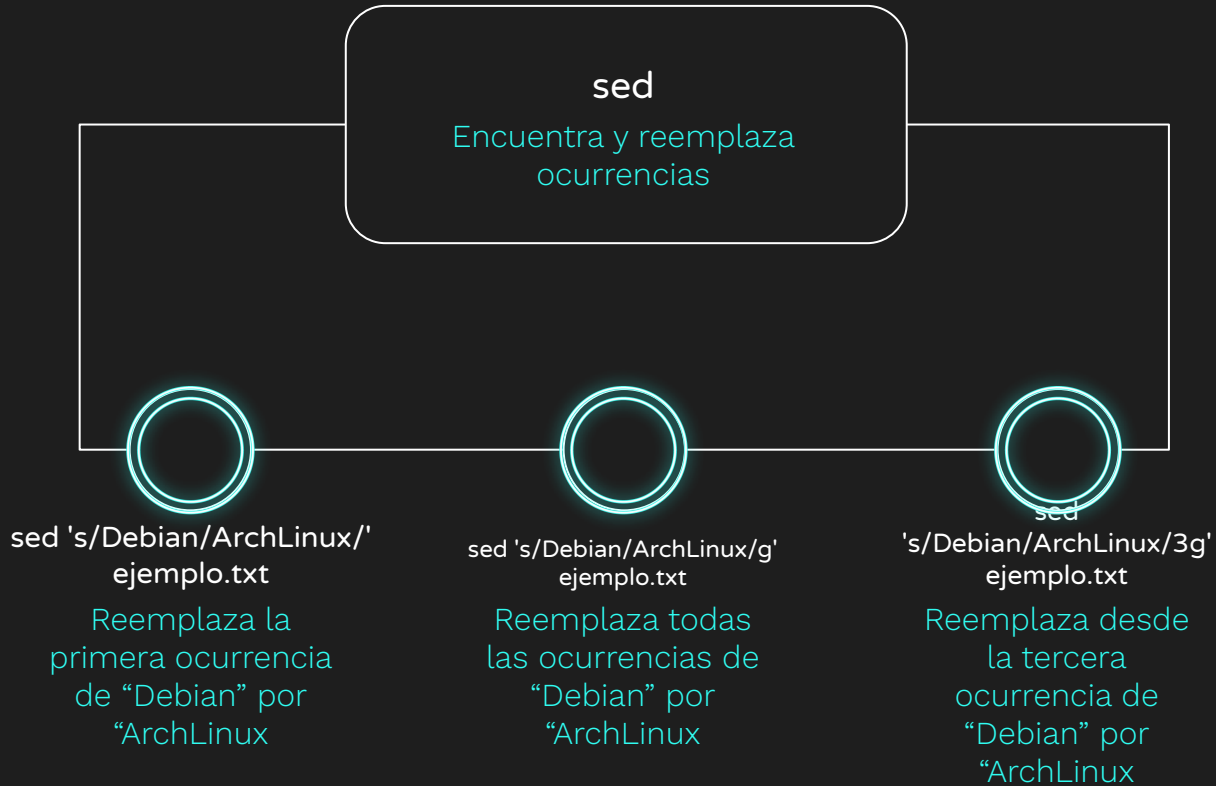 sed
Encuentra y reemplaza
ocurrencias
sed 's/Debian/ArchLinux/'
ejemplo.txt
Reemplaza la
primera ocurrencia
de “Debian” por
“ArchLinux
sed 's/Debian/ArchLinux/g'
ejemplo.txt
Reemplaza todas
las ocurrencias de
“Debian” por
“ArchLinux
sed
's/Debian/ArchLinux/3g'
ejemplo.txt
Reemplaza desde
la tercera
ocurrencia de
“Debian” por
“ArchLinux